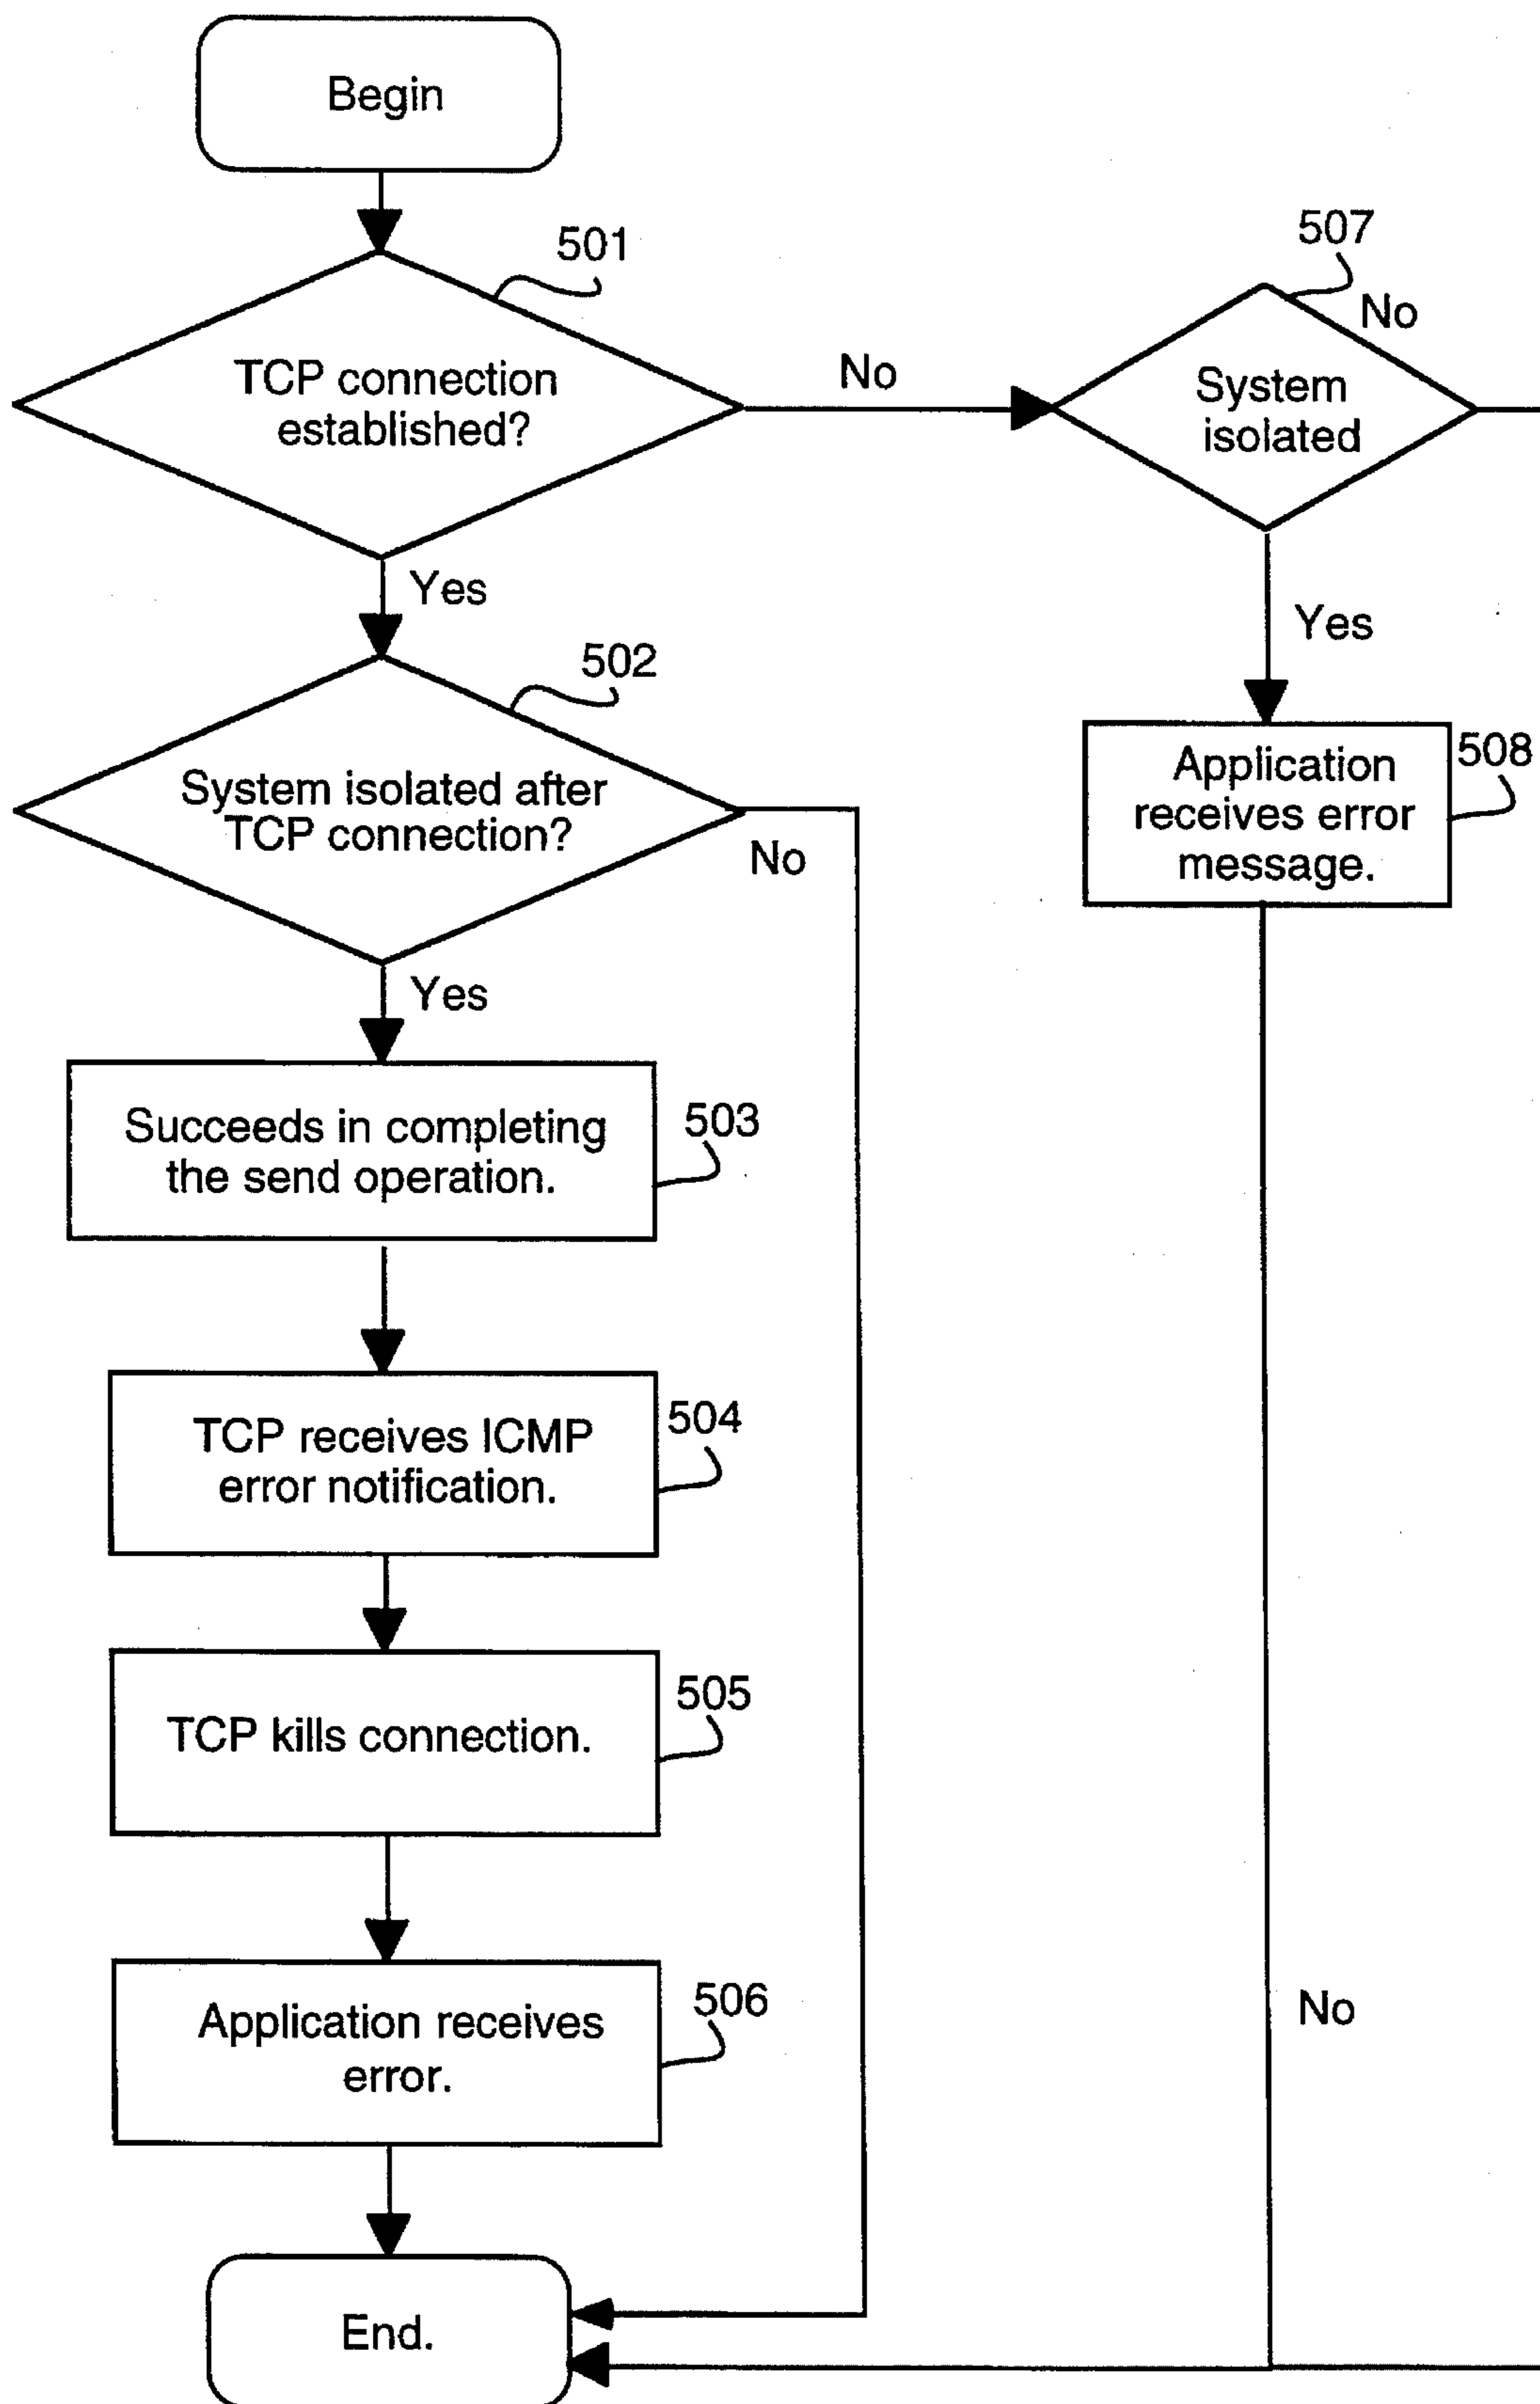 Begin
501
TCP connection
established?
No
507
No
System
isolated
Yes
Yes
502
System isolated after
TCP connection?
No
508
Application
receives error
message.
Yes
Succeeds in completing
the send operation.
503
TCP receives ICMP
error notification.
504
TCP kills connection.
505
Application receives
error.
506
No
End.